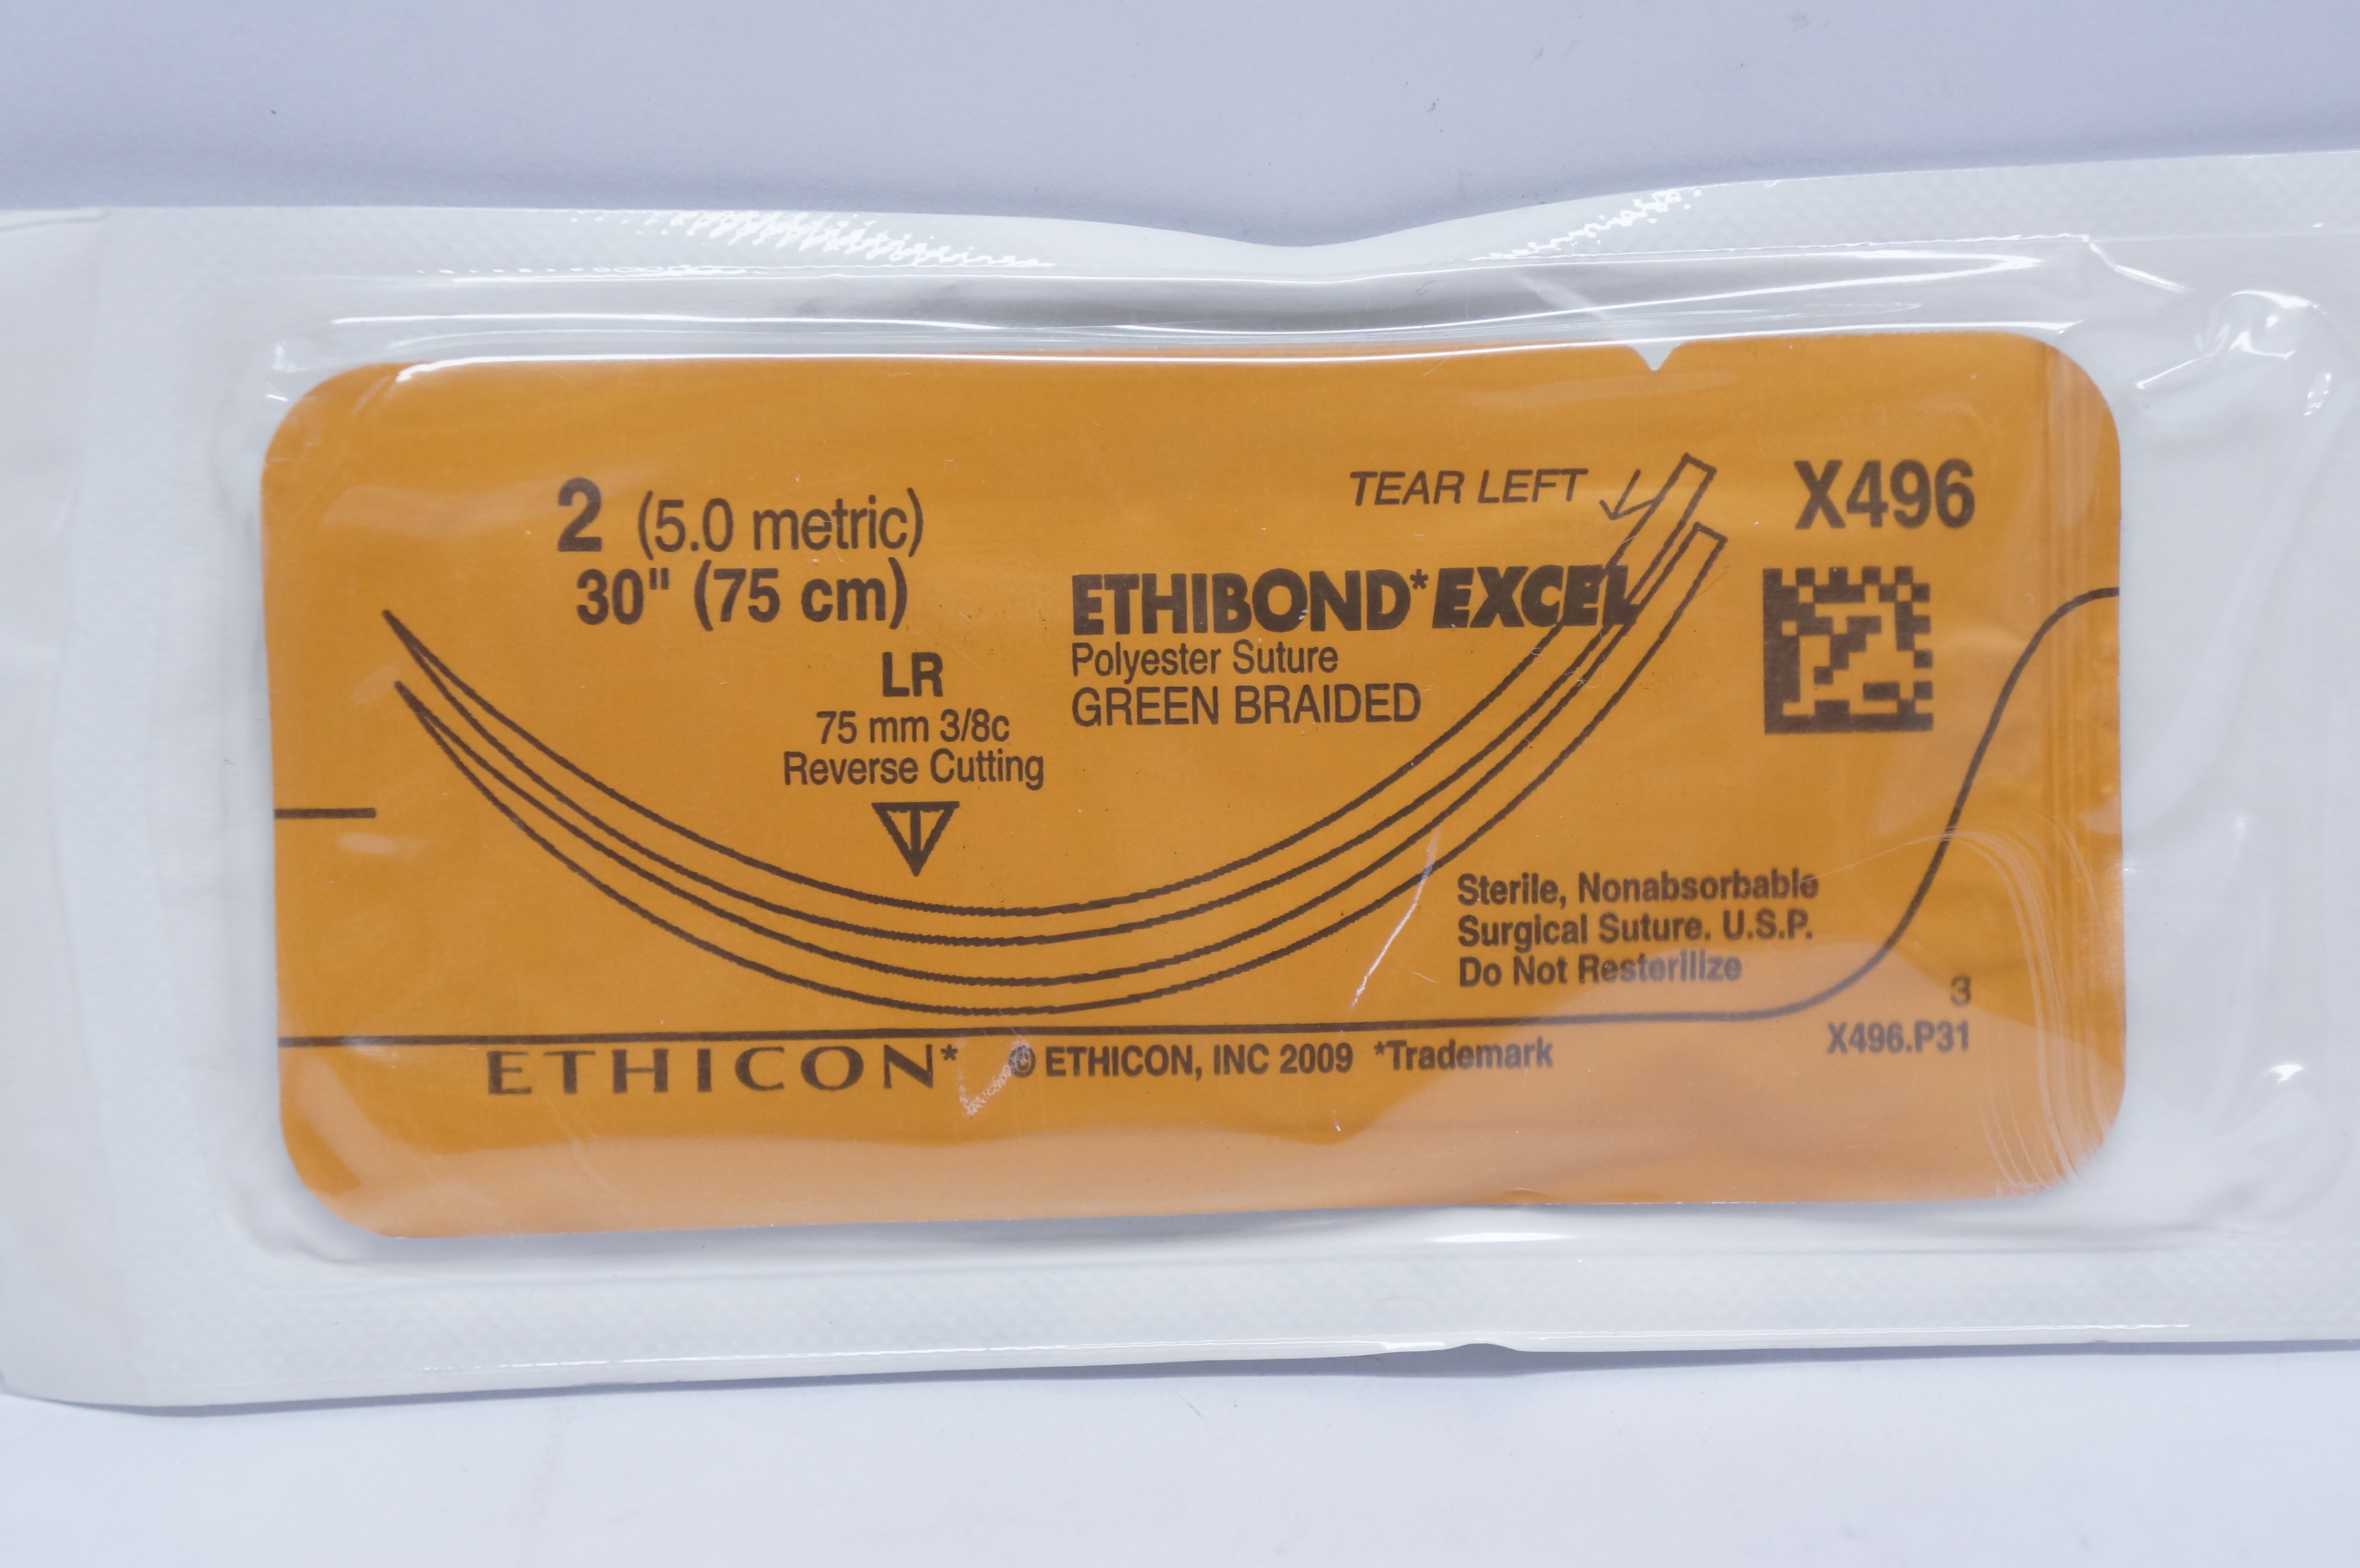 2 (5.0 metric)
30" (75 cm)
LR
75 mm 3/8c
Reverse Cutting
TEAR LEFT
ETHIBOND*EXCEL
Polyester Suture
GREEN BRAIDED
X496
Sterile, Nonabsorbable
Surgical Suture. U.S.P.
Do Not Resterilize
3
X496.P31
ETHICON* © ETHICON, INC 2009 *Trademark